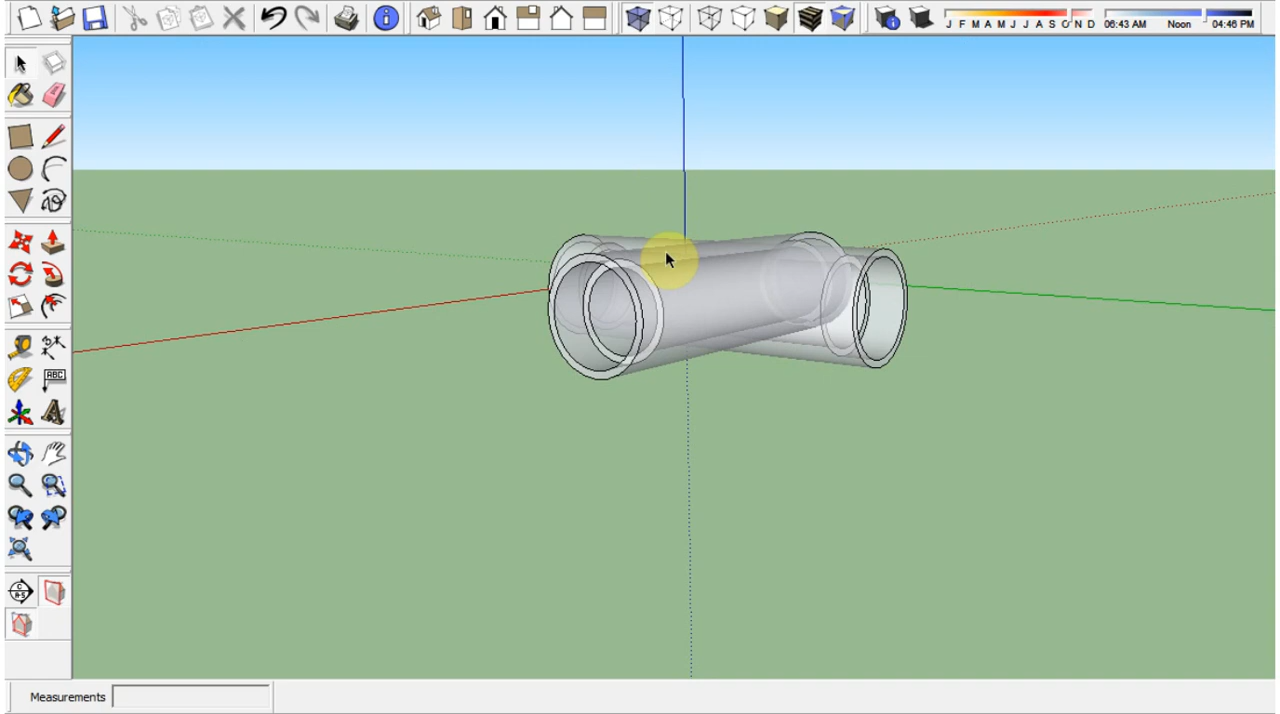 J F M A M J J A S O N D 06:43 AM Noon 04:46 PM
ABC
A
C
A-S
Measurements